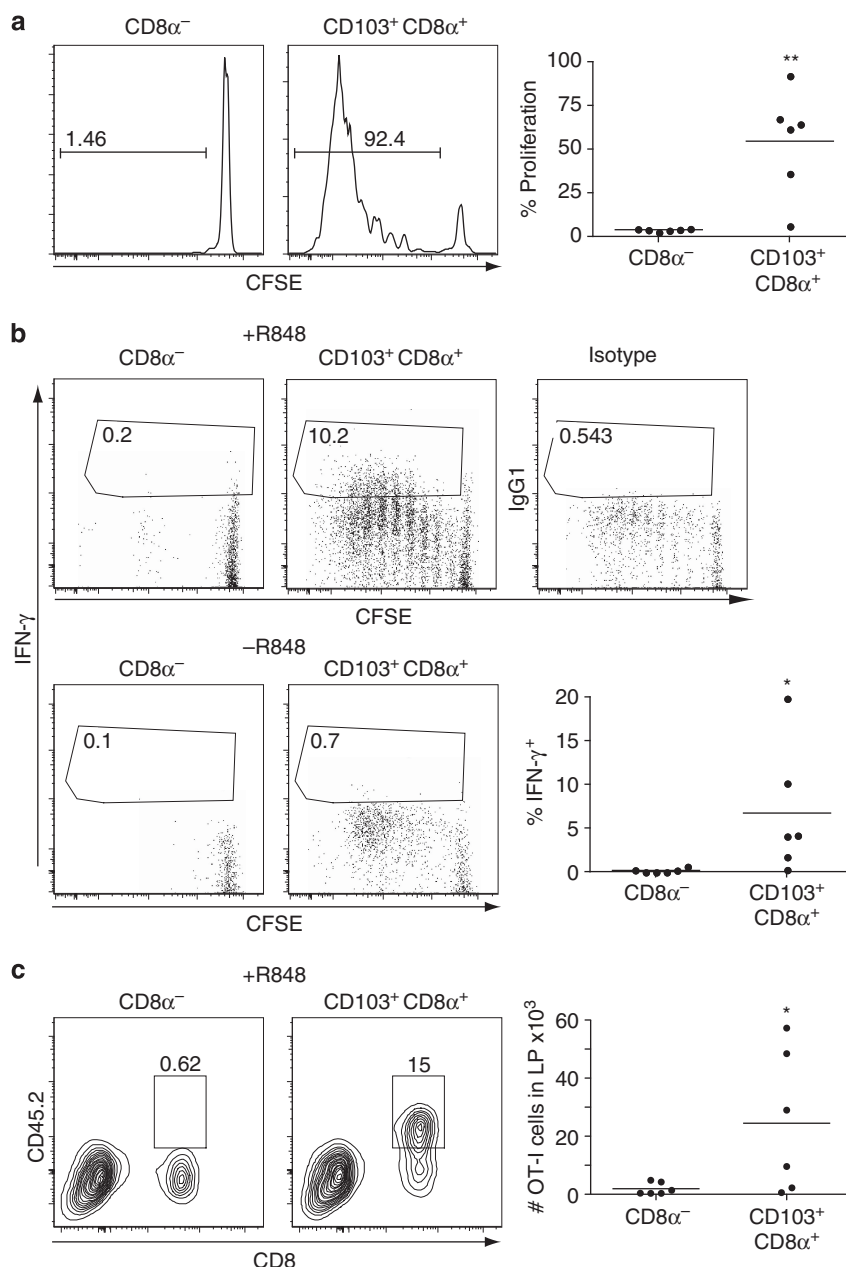 a
CD8α⁻
CD103⁺ CD8α⁺
1.46
92.4
CFSE
% Proliferation
100
75
50
25
0
**
CD8α⁻
CD103⁺
CD8α⁺
b
+R848
CD8α⁻
CD103⁺ CD8α⁺
Isotype
0.2
10.2
0.543
IgG1
CFSE
IFN-γ
–R848
CD8α⁻
CD103⁺ CD8α⁺
0.1
0.7
CFSE
% IFN-γ⁺
20
15
10
5
0
*
CD8α⁻
CD103⁺
CD8α⁺
c
+R848
CD8α⁻
CD103⁺ CD8α⁺
0.62
15
CD45.2
CD8
# OT-I cells in LP x10³
60
40
20
0
*
CD8α⁻
CD103⁺
CD8α⁺